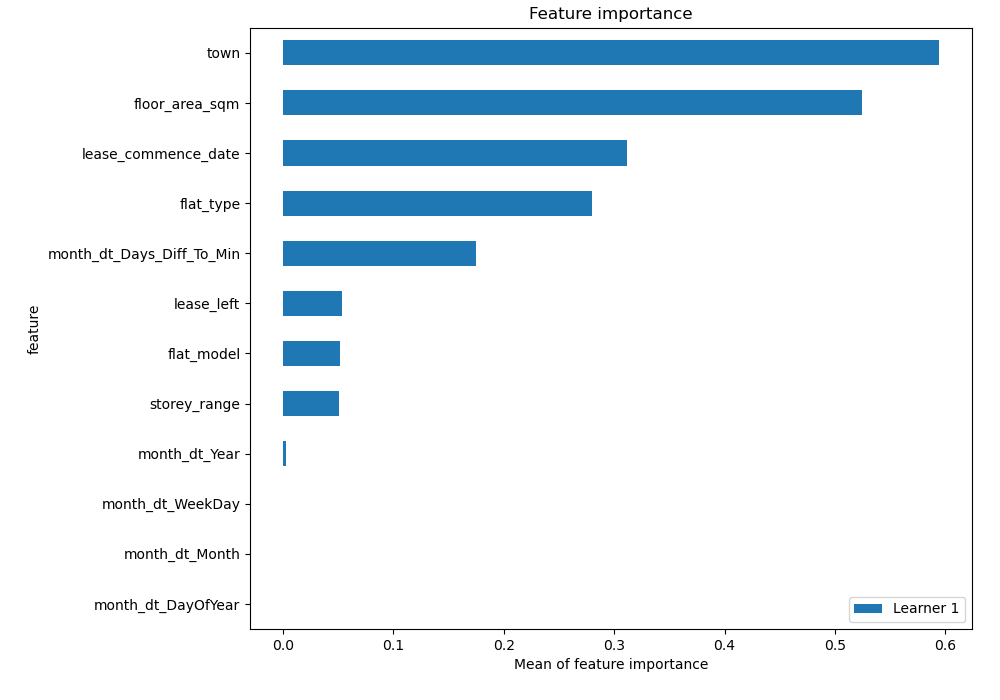 Feature importance
town
floor_area_sqm
lease_commence_date
flat_type
month_dt_Days_Diff_To_Min
lease_left
feature
flat_model
storey_range
month_dt_Year
month_dt_WeekDay
month_dt_Month
month_dt_DayOfYear
Learner 1
0.0 0.1 0.2 0.3 0.4 0.5 0.6
Mean of feature importance